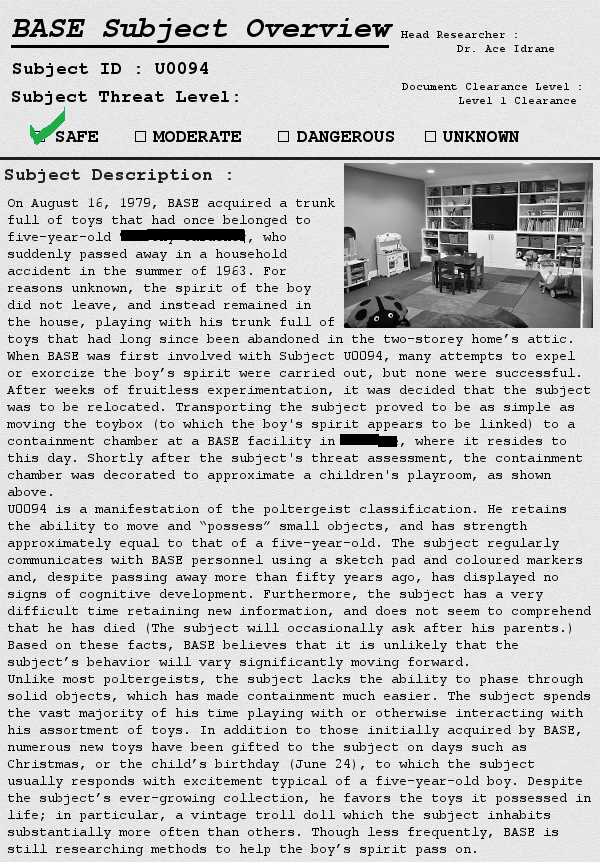 BASE Subject Overview
Head Researcher :
Dr. Ace Idrane
Subject ID : U0094
Subject Threat Level:
Document Clearance Level :
Level 1 Clearance
SAFE MODERATE DANGEROUS UNKNOWN
Subject Description :
On August 16, 1979, BASE acquired a trunk
full of toys that had once belonged to
five-year-old , who
suddenly passed away in a household
accident in the summer of 1963. For
reasons unknown, the spirit of the boy
did not leave, and instead remained in
the house, playing with his trunk full of
toys that had long since been abandoned in the two-storey home’s attic.
When BASE was first involved with Subject U0094, many attempts to expel
or exorcize the boy’s spirit were carried out, but none were successful.
After weeks of fruitless experimentation, it was decided that the subject
was to be relocated. Transporting the subject proved to be as simple as
moving the toybox (to which the boy's spirit appears to be linked) to a
containment chamber at a BASE facility in , where it resides to
this day. Shortly after the subject's threat assessment, the containment
chamber was decorated to approximate a children's playroom, as shown
above.
U0094 is a manifestation of the poltergeist classification. He retains
the ability to move and “possess” small objects, and has strength
approximately equal to that of a five-year-old. The subject regularly
communicates with BASE personnel using a sketch pad and coloured markers
and, despite passing away more than fifty years ago, has displayed no
signs of cognitive development. Furthermore, the subject has a very
difficult time retaining new information, and does not seem to comprehend
that he has died (The subject will occasionally ask after his parents.)
Based on these facts, BASE believes that it is unlikely that the
subject’s behavior will vary significantly moving forward.
Unlike most poltergeists, the subject lacks the ability to phase through
solid objects, which has made containment much easier. The subject spends
the vast majority of his time playing with or otherwise interacting with
his assortment of toys. In addition to those initially acquired by BASE,
numerous new toys have been gifted to the subject on days such as
Christmas, or the child’s birthday (June 24), to which the subject
usually responds with excitement typical of a five-year-old boy. Despite
the subject’s ever-growing collection, he favors the toys it possessed in
life; in particular, a vintage troll doll which the subject inhabits
substantially more often than others. Though less frequently, BASE is
still researching methods to help the boy’s spirit pass on.